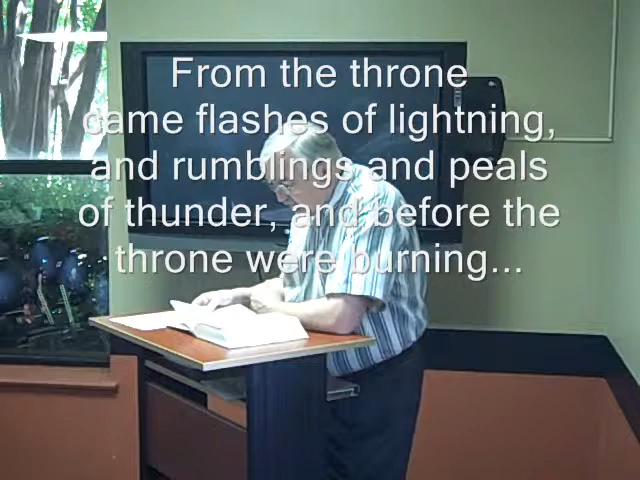 From the throne
came flashes of lightning,
and rumblings and peals
of thunder, and before the
throne were burning...